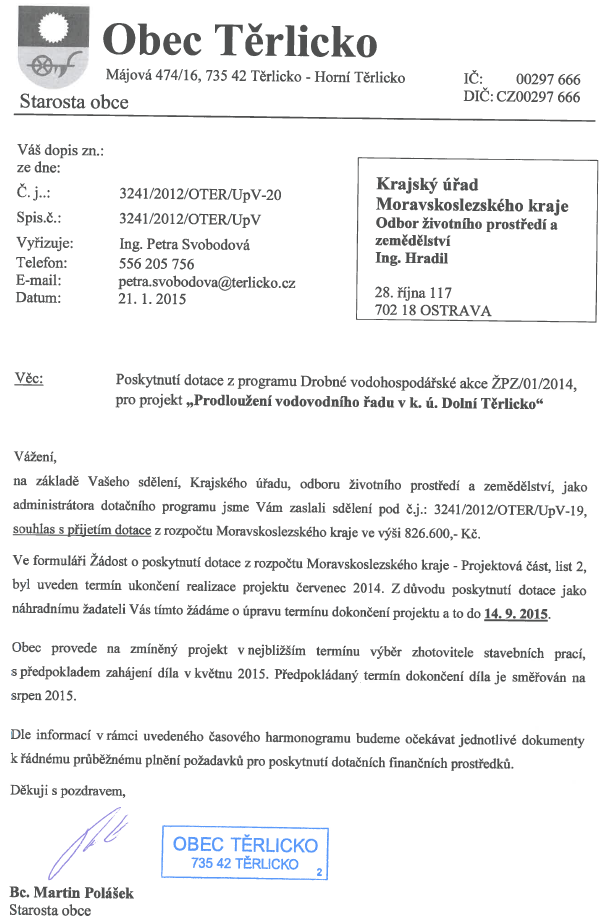 Obec Těrlicko
Májová 474/16, 735 42 Těrlicko - Horní Těrlicko
IČ: 00297 666
DIČ: CZ00297 666
Starosta obce
Váš dopis zn.:
ze dne:
Č. j..: 3241/2012/OTER/UpV-20
Spis.č.: 3241/2012/OTER/UpV
Vyřizuje: Ing. Petra Svobodová
Telefon: 556 205 756
E-mail: petra.svobodova@terlicko.cz
Datum: 21. 1. 2015
Krajský úřad
Moravskoslezského kraje
Odbor životního prostředí a
zemědělství
Ing. Hradil
28. října 117
702 18 OSTRAVA
Věc: Poskytnutí dotace z programu Drobné vodohospodářské akce ŽPZ/01/2014,
pro projekt „Prodloužení vodovodního řadu v k. ú. Dolní Těrlicko“
Vážení,
na základě Vašeho sdělení, Krajského úřadu, odboru životního prostředí a zemědělství, jako
administrátora dotačního programu jsme Vám zaslali sdělení pod č.j.: 3241/2012/OTER/UpV-19,
souhlas s přijetím dotace z rozpočtu Moravskoslezského kraje ve výši 826.600,- Kč.
Ve formuláři Žádost o poskytnutí dotace z rozpočtu Moravskoslezského kraje - Projektová část, list 2,
byl uveden termín ukončení realizace projektu červenec 2014. Z důvodu poskytnutí dotace jako
náhradnímu žadateli Vás tímto žádáme o úpravu termínu dokončení projektu a to do 14. 9. 2015.
Obec provede na zmíněný projekt v nejbližším termínu výběr zhotovitele stavebních prací,
s předpokladem zahájení díla v květnu 2015. Předpokládaný termín dokončení díla je směřován na
srpen 2015.
Dle informací v rámci uvedeného časového harmonogramu budeme očekávat jednotlivé dokumenty
k řádnému průběžnému plnění požadavků pro poskytnutí dotačních finančních prostředků.
Děkuji s pozdravem,
OBEC TĚRLICKO
735 42 TĚRLICKO
2
Bc. Martin Polášek
Starosta obce